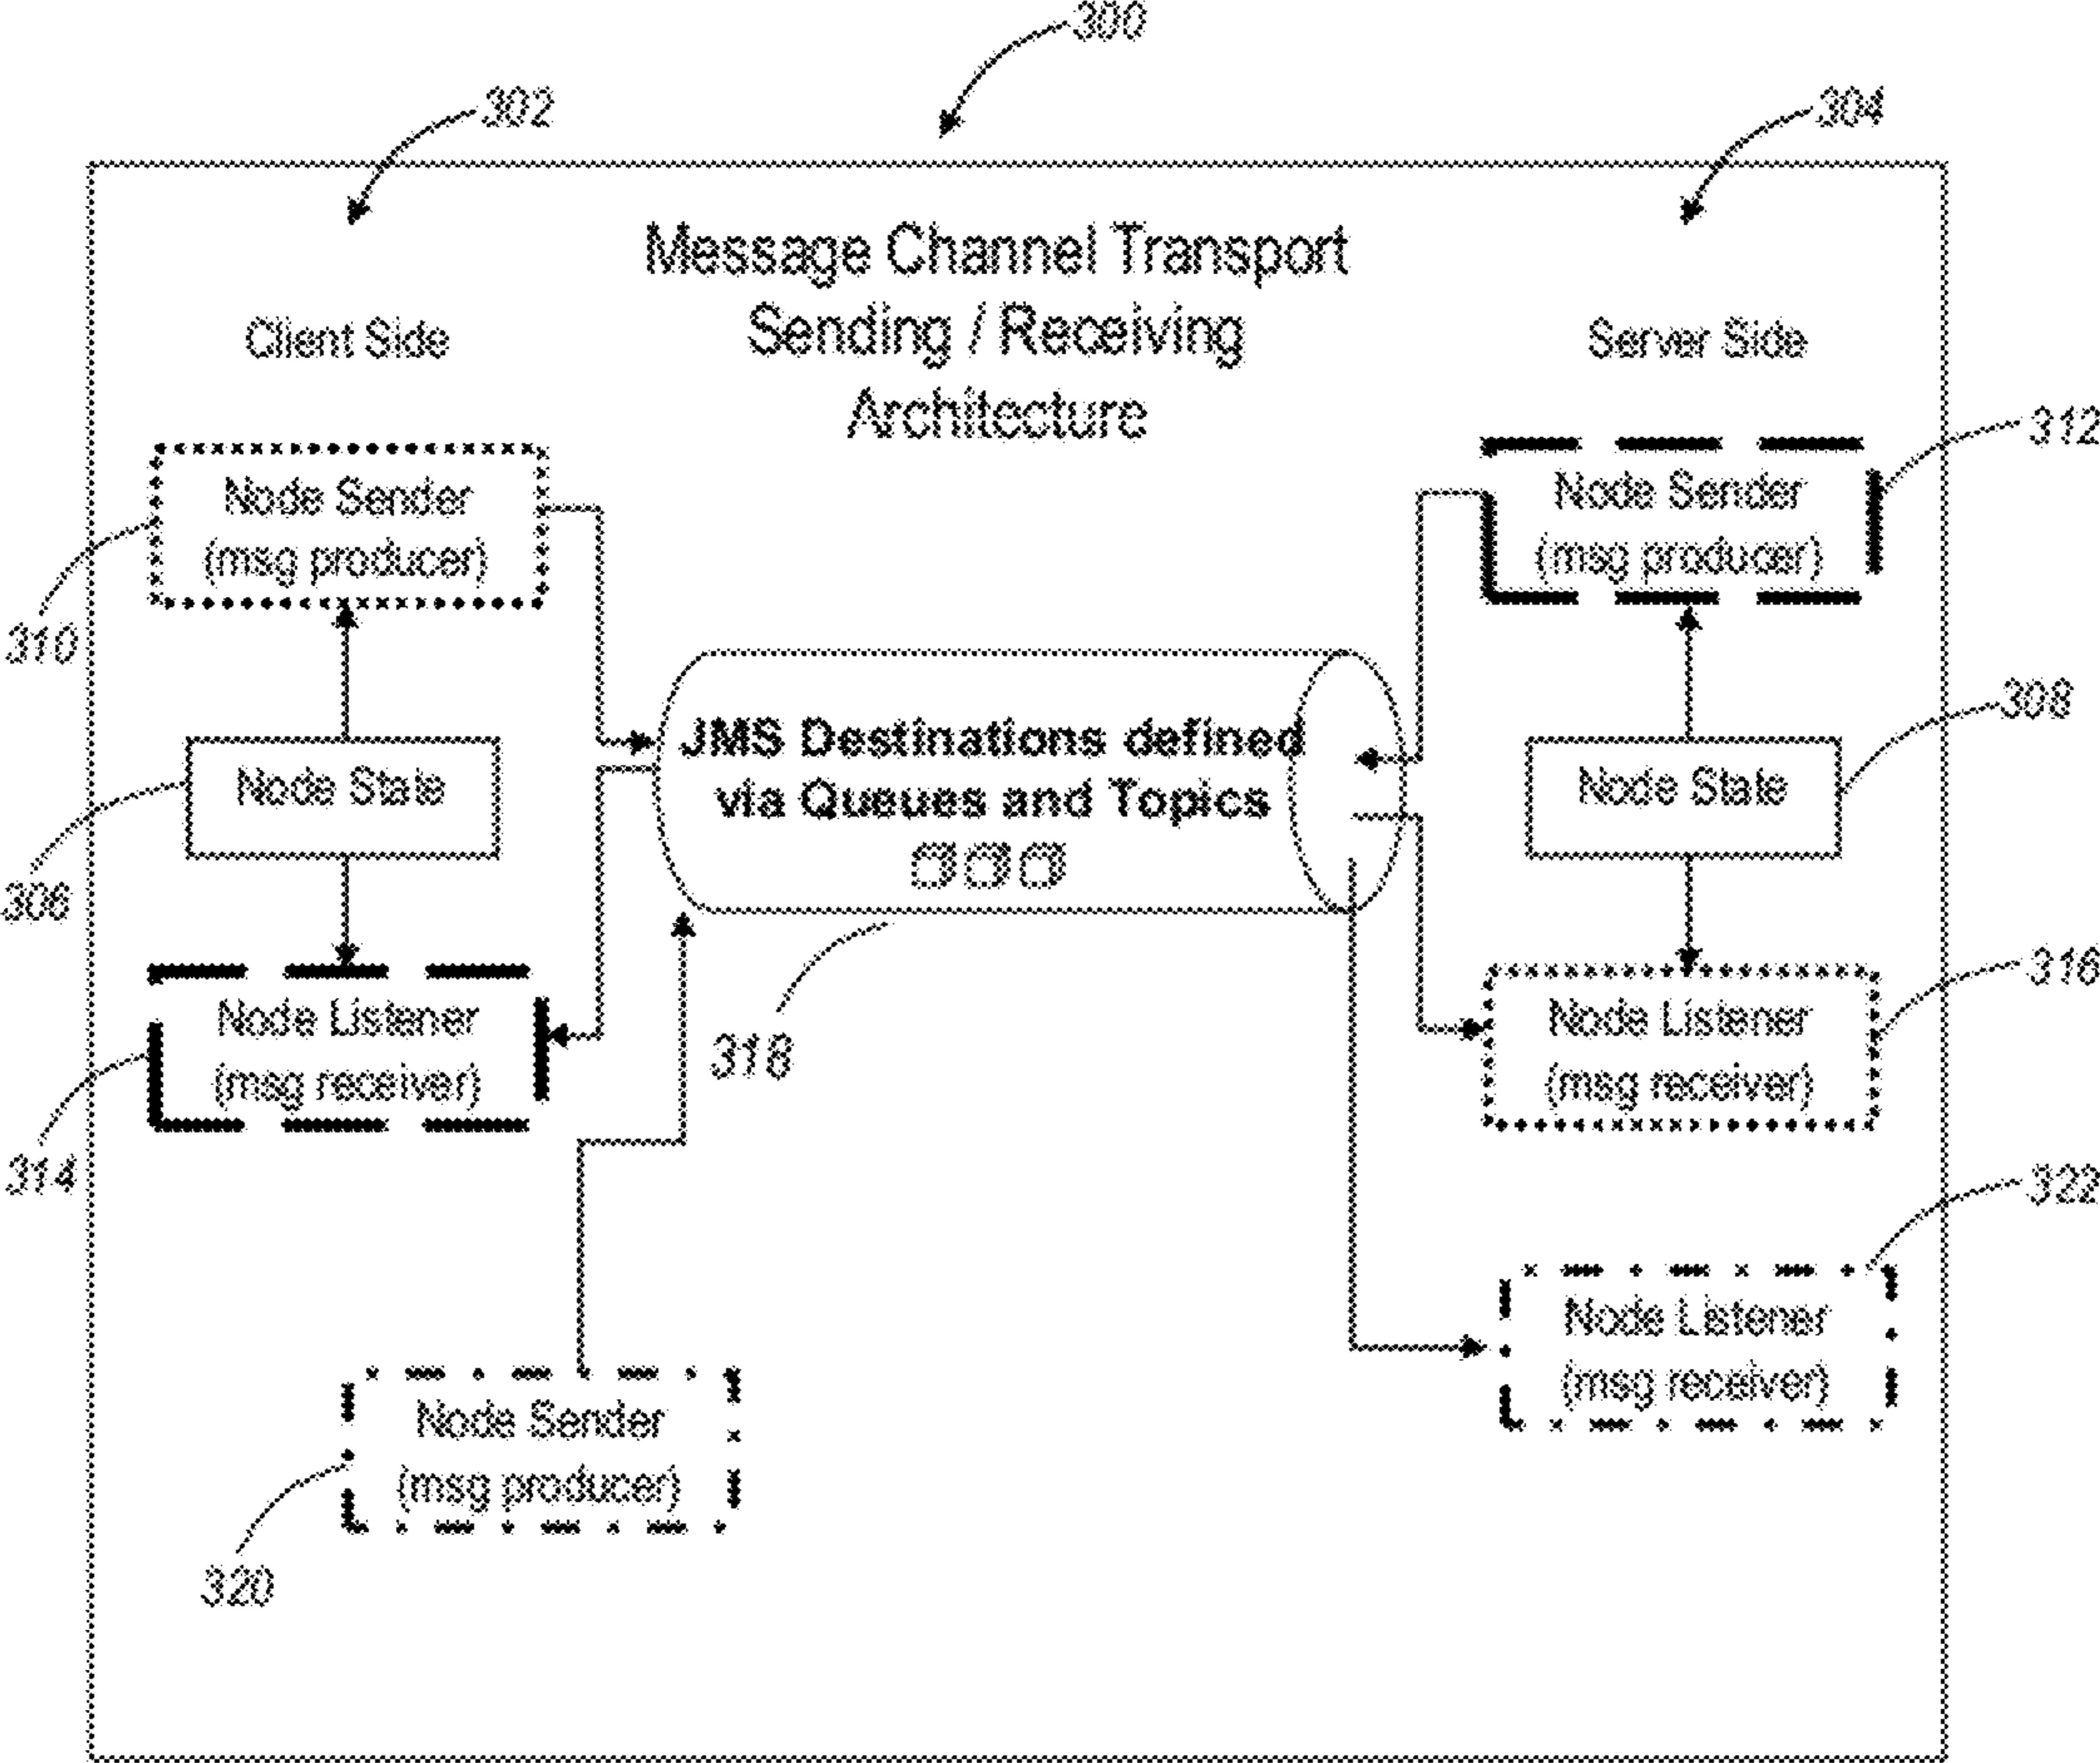 300
302
304
Message Channel Transport
Sending / Receiving
Architecture
Client Side
Server Side
312
Node Sender
(msg producer)
Node Sender
(msg producer)
310
308
JMS Destinations defined
via Queues and Topics
Node State
Node State
306
316
318
Node Listener
(msg receiver)
Node Listener
(msg receiver)
314
322
Node Listener
(msg receiver)
Node Sender
(msg producer)
320